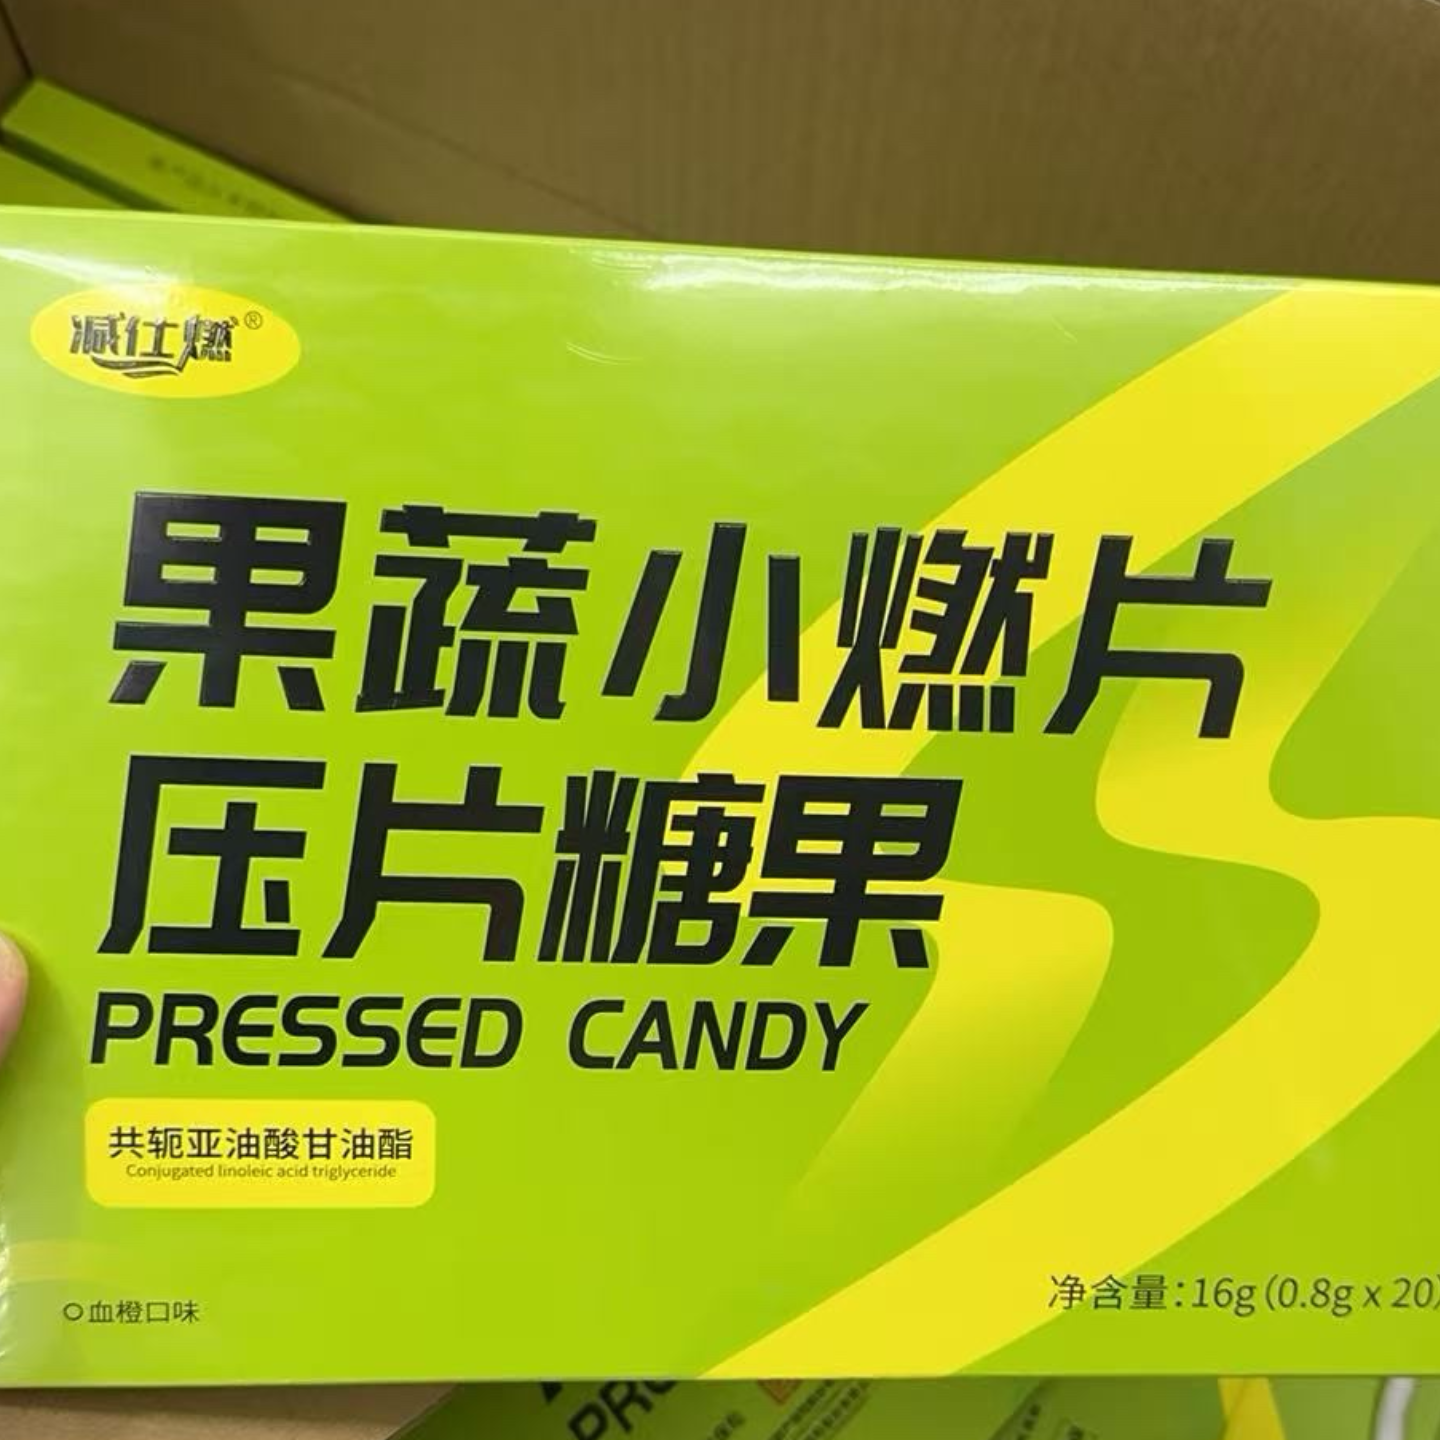 减仕燃®
果蔬小燃片
压片糖果
PRESSED CANDY
共轭亚油酸甘油酯
Conjugated linoleic acid triglyceride
血橙口味
净含量:16g(0.8g x 20)
PRO